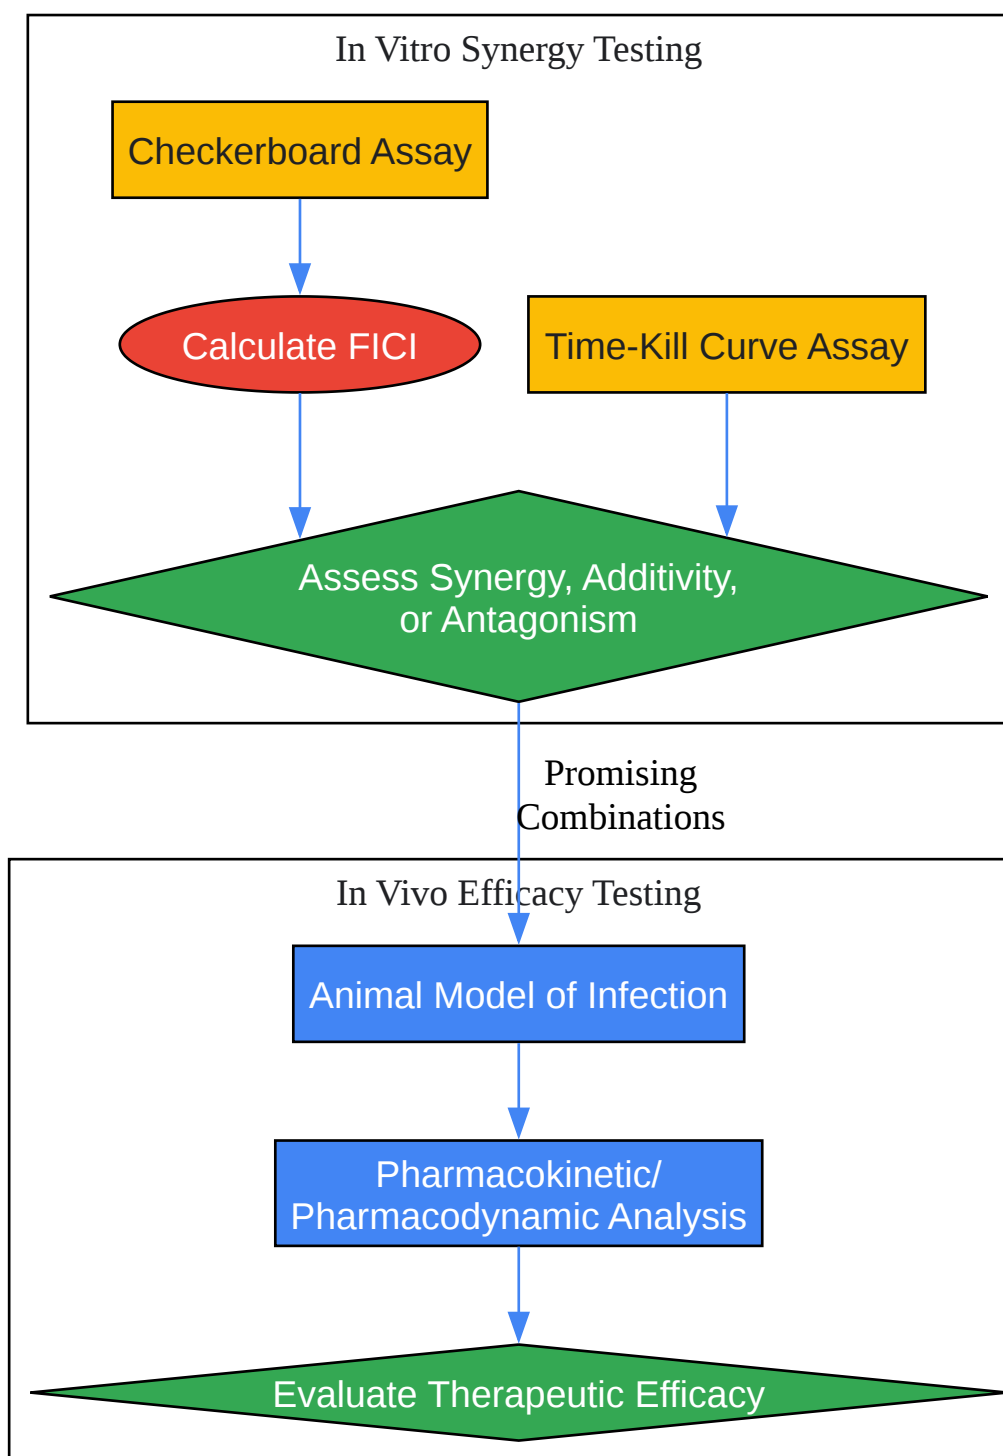 In Vitro Synergy Testing
Checkerboard Assay
Calculate FICI
Time-Kill Curve Assay
Assess Synergy, Additivity,
or Antagonism
Promising
Combinations
In Vivo Efficacy Testing
Animal Model of Infection
Pharmacokinetic/
Pharmacodynamic Analysis
Evaluate Therapeutic Efficacy